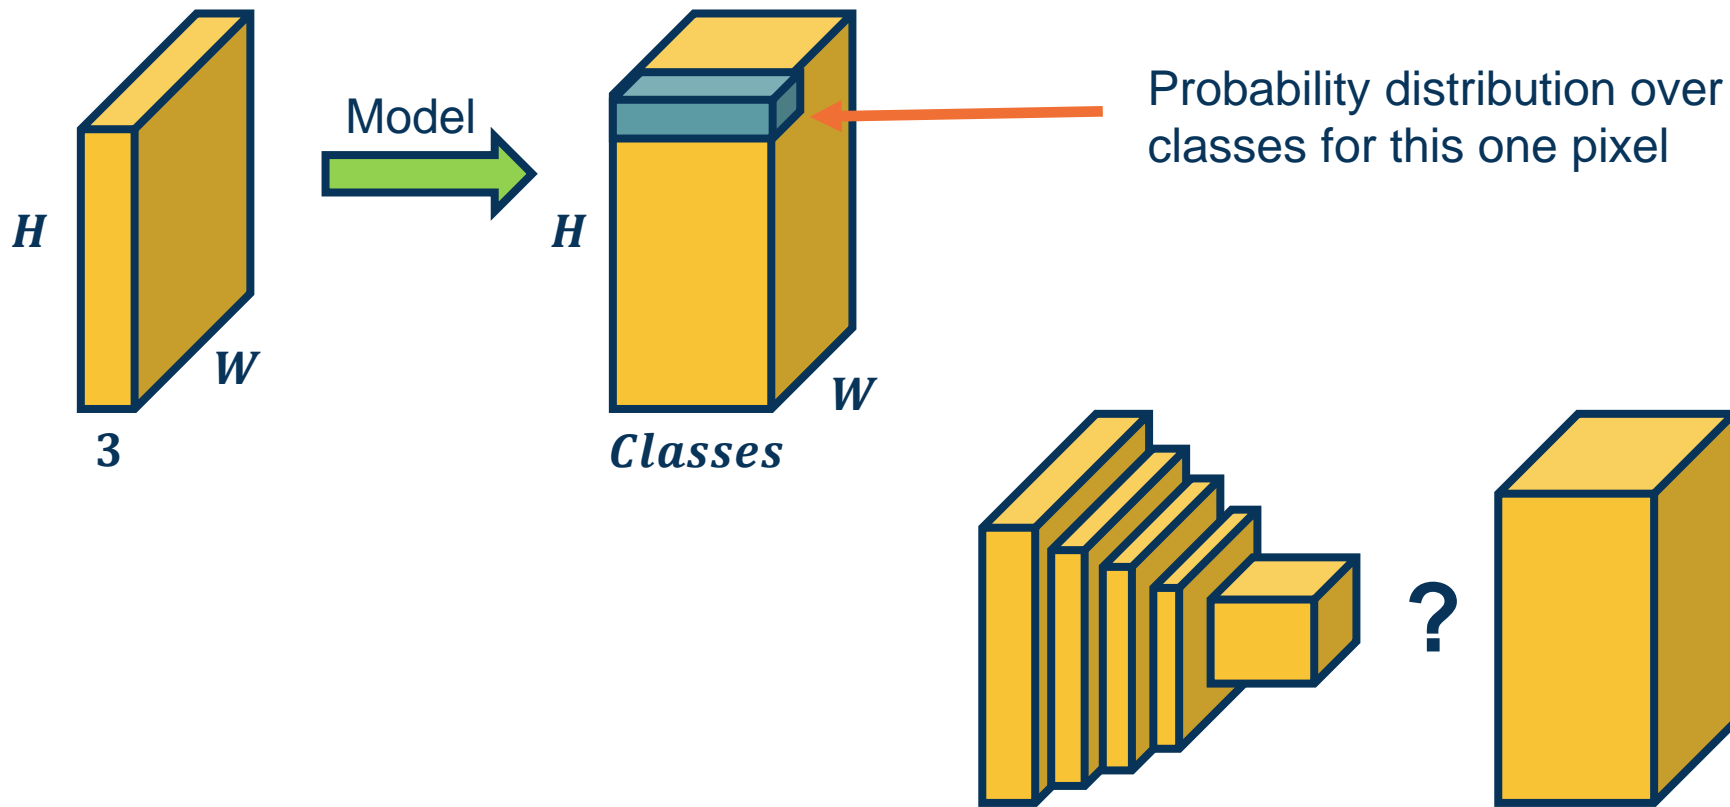 Model
Probability distribution over
classes for this one pixel
H
W
3
H
W
Classes
?